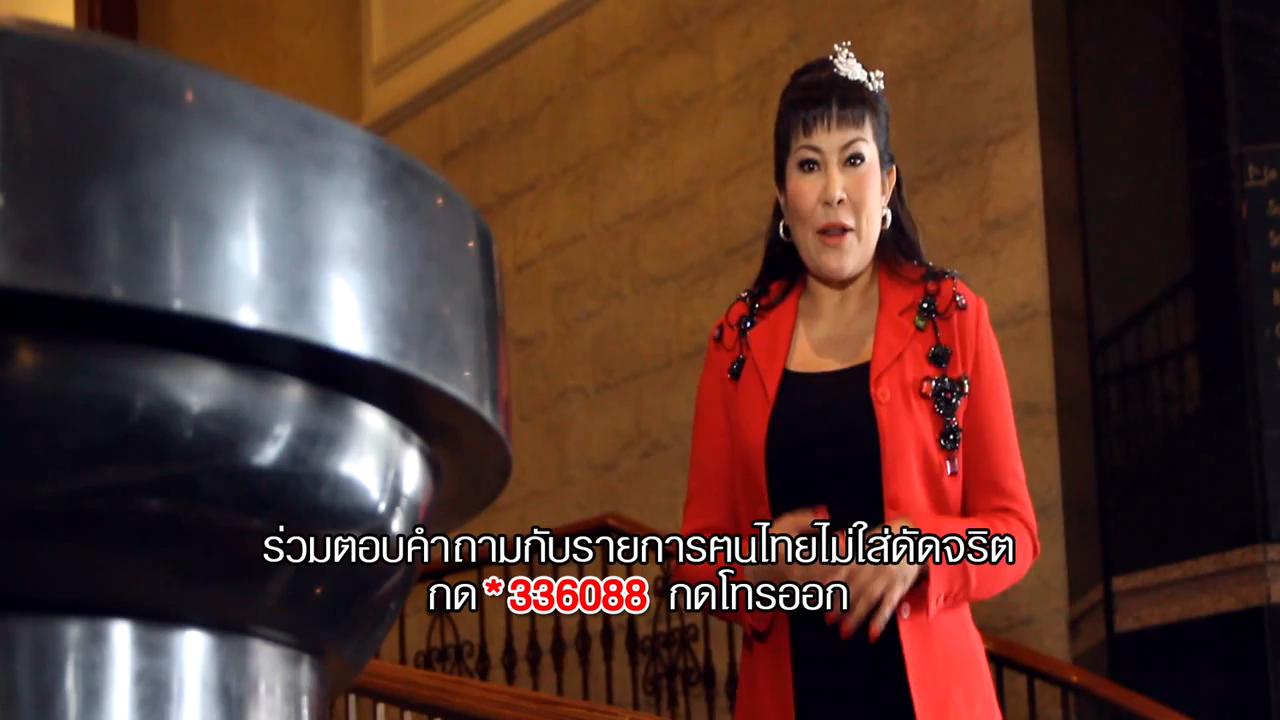 ร่วมตอบคำถามกับรายการฅนไทยไม่ใส่ดัดจริต
กด*336088 กดโทรออก